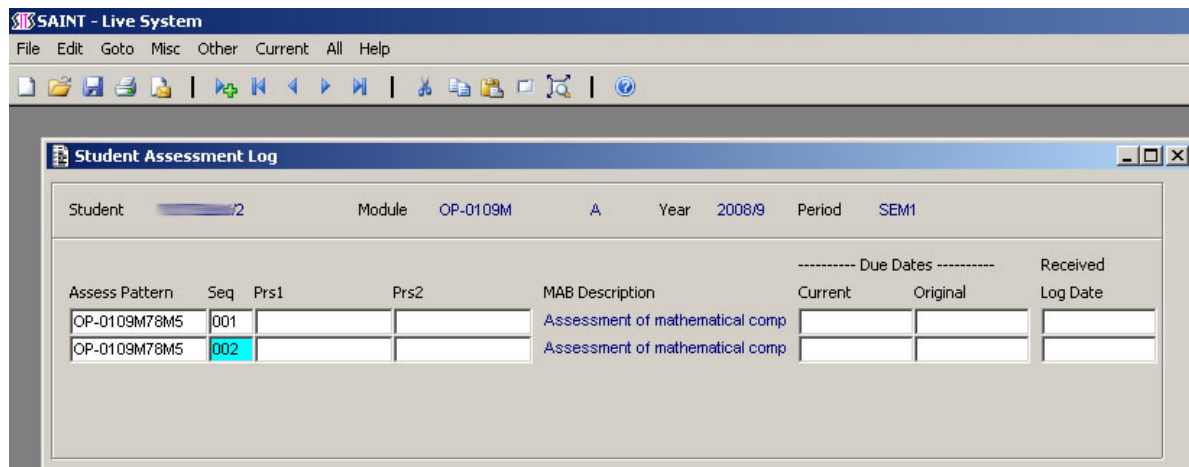 SAINT - Live System
File Edit Goto Misc Other Current All Help
Student Assessment Log
Student /2 Module OP-0109M A Year 2008/9 Period SEM1
---------- Due Dates ---------- Received
Assess Pattern Seq Prs1 Prs2 MAB Description Current Original Log Date
OP-0109M78M5 001 Assessment of mathematical comp
OP-0109M78M5 002 Assessment of mathematical comp